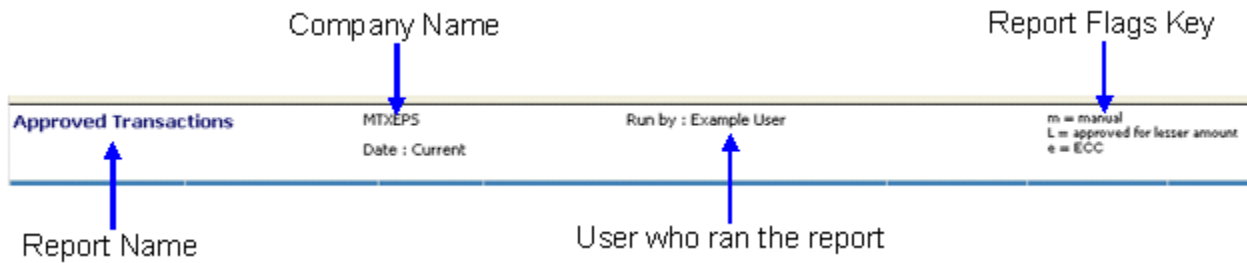 Company Name
Report Flags Key
Approved Transactions
MTXEPS
Run by : Example User
m = manual
L = approved for lesser amount
e = ECC
Date : Current
Report Name
User who ran the report